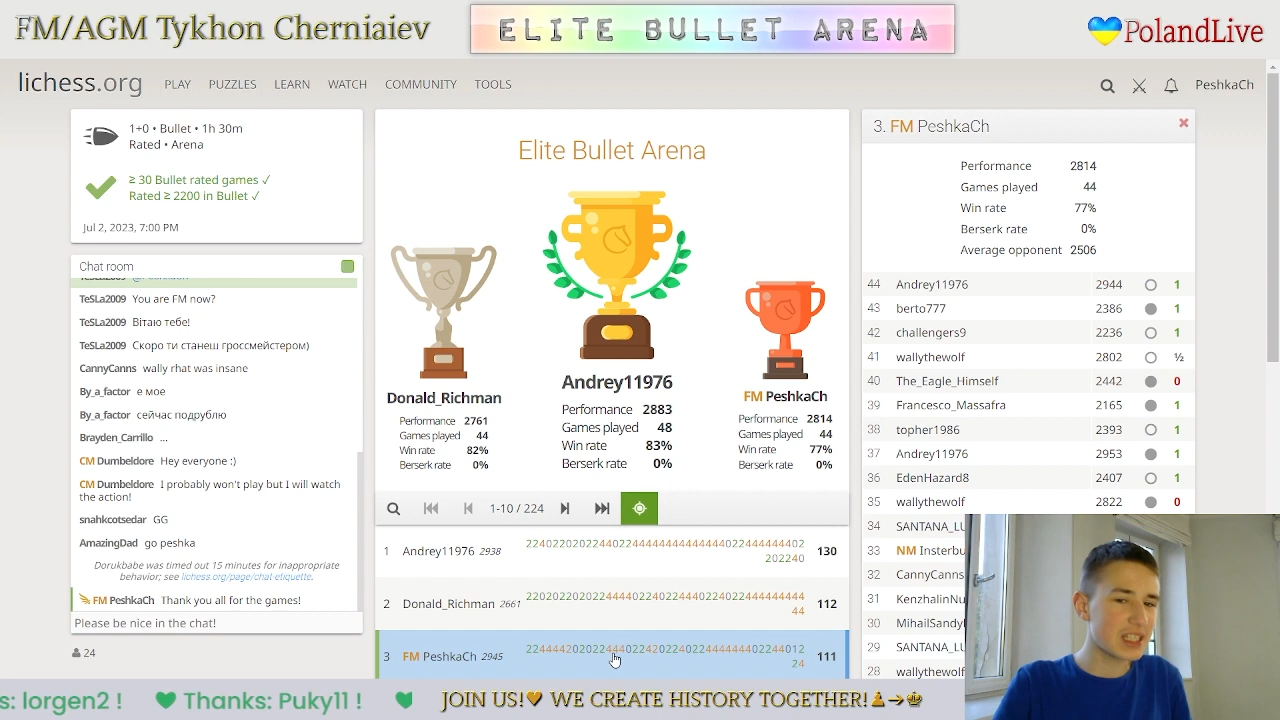 FM/AGM Tykhon Cherniaiev
ELITE BULLET ARENA
PolandLive
lichess.org PLAY PUZZLES LEARN WATCH COMMUNITY TOOLS
PeshkaCh
1+0 • Bullet • 1h 30m
Rated • Arena
≥ 30 Bullet rated games ✓
Rated ≥ 2200 in Bullet ✓
Jul 2, 2023, 7:00 PM
Chat room
TeSLa2009 You are FM now?
TeSLa2009 Вітаю тебе!
TeSLa2009 Скоро ти станеш гроссмейстером)
CannyCanns wally rhat was insane
By_a_factor е мое
By_a_factor сейчас подрублю
Brayden_Carrillo ...
CM Dumbeldore Hey everyone :)
CM Dumbeldore I probably won't play but I will watch
the action!
snahkcotsedar GG
AmazingDad go peshka
Dorukbabe was timed out 15 minutes for inappropriate
behavior; see lichess.org/page/chat-etiquette.
FM PeshkaCh Thank you all for the games!
Please be nice in the chat!
24
Elite Bullet Arena
Donald_Richman
Performance 2761
Games played 44
Win rate 82%
Berserk rate 0%
Andrey11976
Performance 2883
Games played 48
Win rate 83%
Berserk rate 0%
FM PeshkaCh
Performance 2814
Games played 44
Win rate 77%
Berserk rate 0%
1-10 / 224
1 Andrey11976 2938 130
202240
2 Donald_Richman 2661 112
44
3 FM PeshkaCh 2945 111
24
3. FM PeshkaCh
Performance 2814
Games played 44
Win rate 77%
Berserk rate 0%
Average opponent 2506
44 Andrey11976 2944 1
43 berto777 2386 1
42 challengers9 2236 1
41 wallythewolf 2802 ½
40 The_Eagle_Himself 2442 0
39 Francesco_Massafra 2165 1
38 topher1986 2393 1
37 Andrey11976 2953 1
36 EdenHazard8 2407 1
35 wallythewolf 2822 0
34
33 NM
32 CannyCanns
31
30
29
28 wallythewolf
s: lorgen2 ! Thanks: Puky11 ! JOIN US! WE CREATE HISTORY TOGETHER!